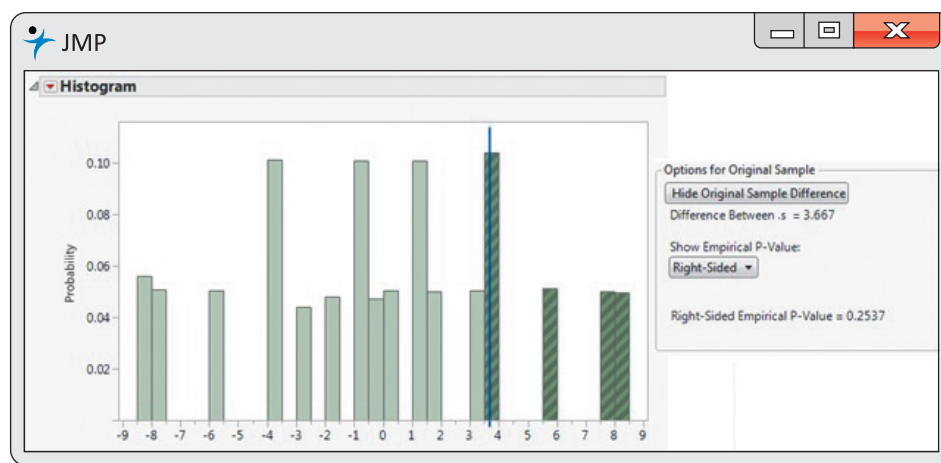 JMP
Histogram
0.10
0.08
0.06
0.04
0.02
Probability
-9 -8 -7 -6 -5 -4 -3 -2 -1 0 1 2 3 4 5 6 7 8 9
Options for Original Sample
Hide Original Sample Difference
Difference Between .s = 3.667
Show Empirical P-Value:
Right-Sided
Right-Sided Empirical P-Value = 0.2537